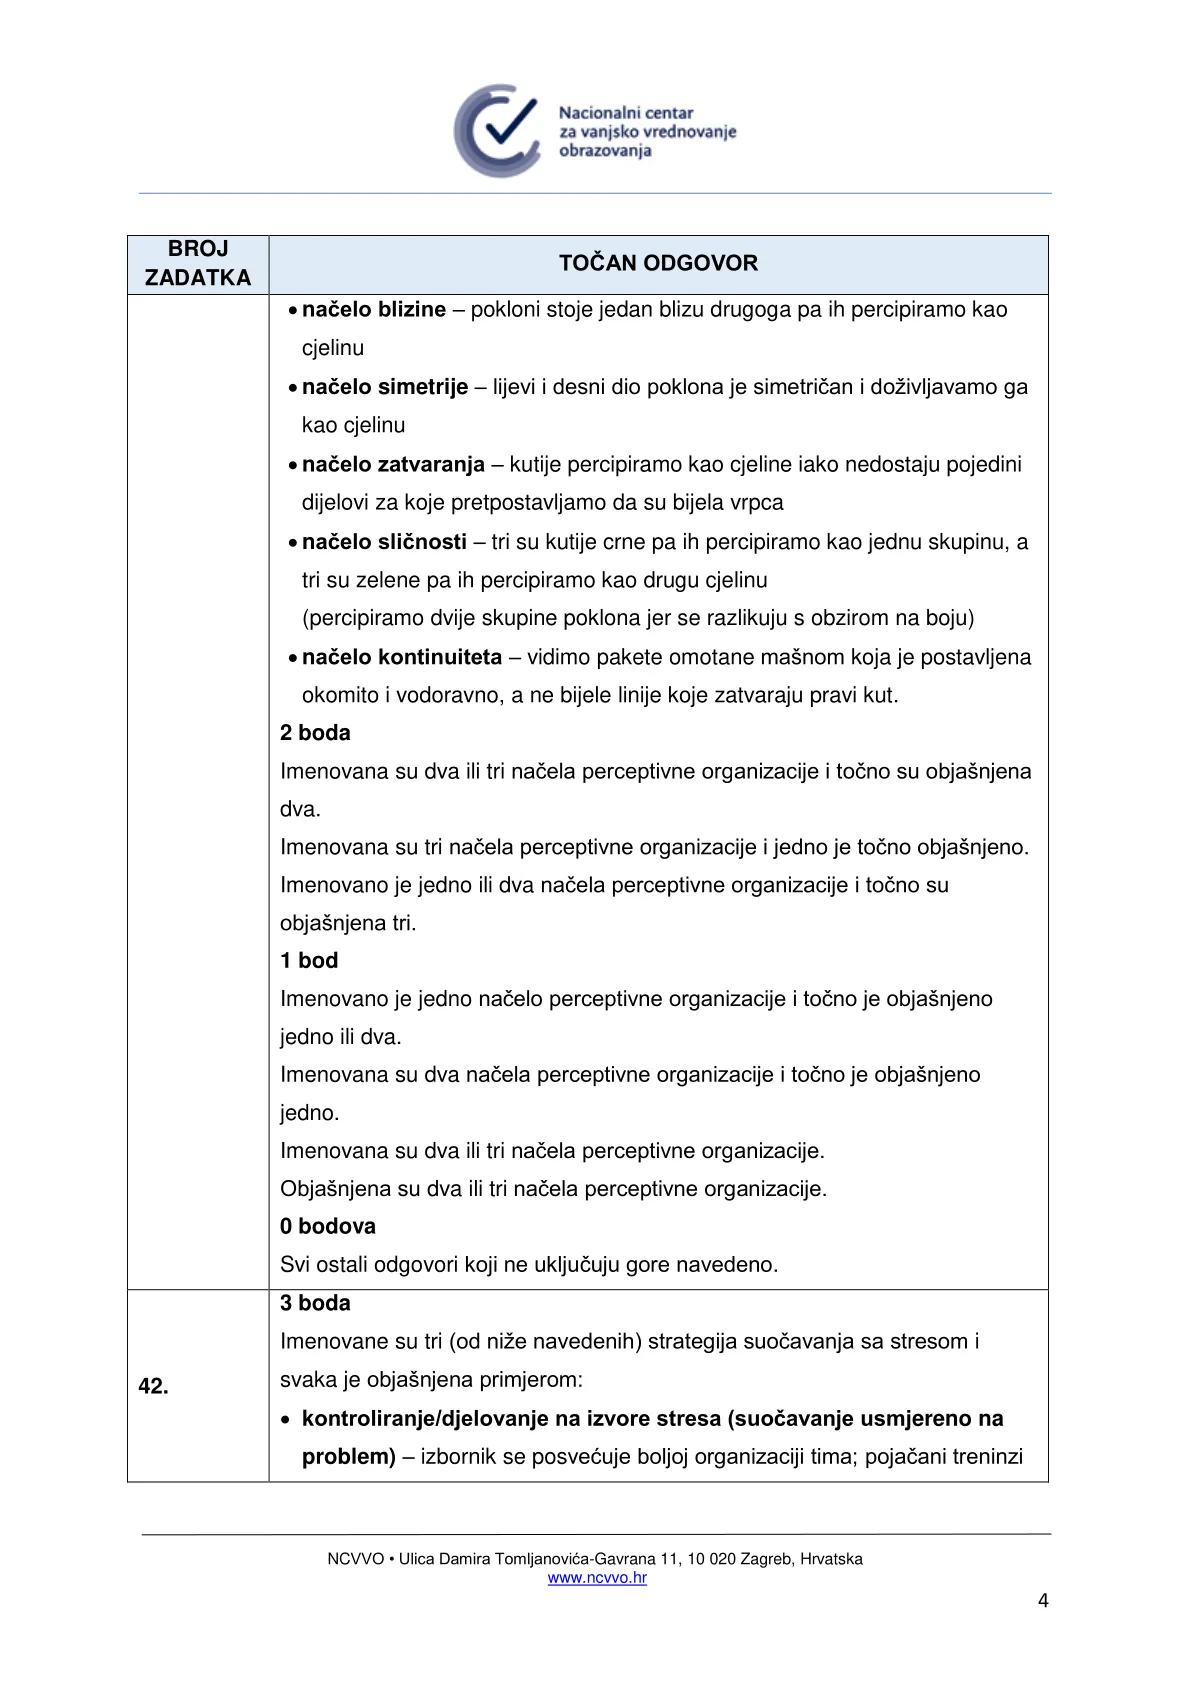 Nacionalni centar
za vanjsko vrednovanje
obrazovanja
BROJ
ZADATKA
TOČAN ODGOVOR
• načelo blizine – pokloni stoje jedan blizu drugoga pa ih percipiramo kao
cjelinu
• načelo simetrije – lijevi i desni dio poklona je simetričan i doživljavamo ga
kao cjelinu
• načelo zatvaranja – kutije percipiramo kao cjeline iako nedostaju pojedini
dijelovi za koje pretpostavljamo da su bijela vrpca
• načelo sličnosti – tri su kutije crne pa ih percipiramo kao jednu skupinu, a
tri su zelene pa ih percipiramo kao drugu cjelinu
(percipiramo dvije skupine poklona jer se razlikuju s obzirom na boju)
• načelo kontinuiteta – vidimo pakete omotane mašnom koja je postavljena
okomito i vodoravno, a ne bijele linije koje zatvaraju pravi kut.
2 boda
Imenovana su dva ili tri načela perceptivne organizacije i točno su objašnjena
dva.
Imenovana su tri načela perceptivne organizacije i jedno je točno objašnjeno.
Imenovano je jedno ili dva načela perceptivne organizacije i točno su
objašnjena tri.
1 bod
Imenovano je jedno načelo perceptivne organizacije i točno je objašnjeno
jedno ili dva.
Imenovana su dva načela perceptivne organizacije i točno je objašnjeno
jedno.
Imenovana su dva ili tri načela perceptivne organizacije.
Objašnjena su dva ili tri načela perceptivne organizacije.
0 bodova
Svi ostali odgovori koji ne uključuju gore navedeno.
42.
3 boda
Imenovane su tri (od niže navedenih) strategija suočavanja sa stresom i
svaka je objašnjena primjerom:
• kontroliranje/djelovanje na izvore stresa (suočavanje usmjereno na
problem) – izbornik se posvećuje boljoj organizaciji tima; pojačani treninzi
NCVVO • Ulica Damira Tomljanovića-Gavrana 11, 10 020 Zagreb, Hrvatska
www.ncvvo.hr
4